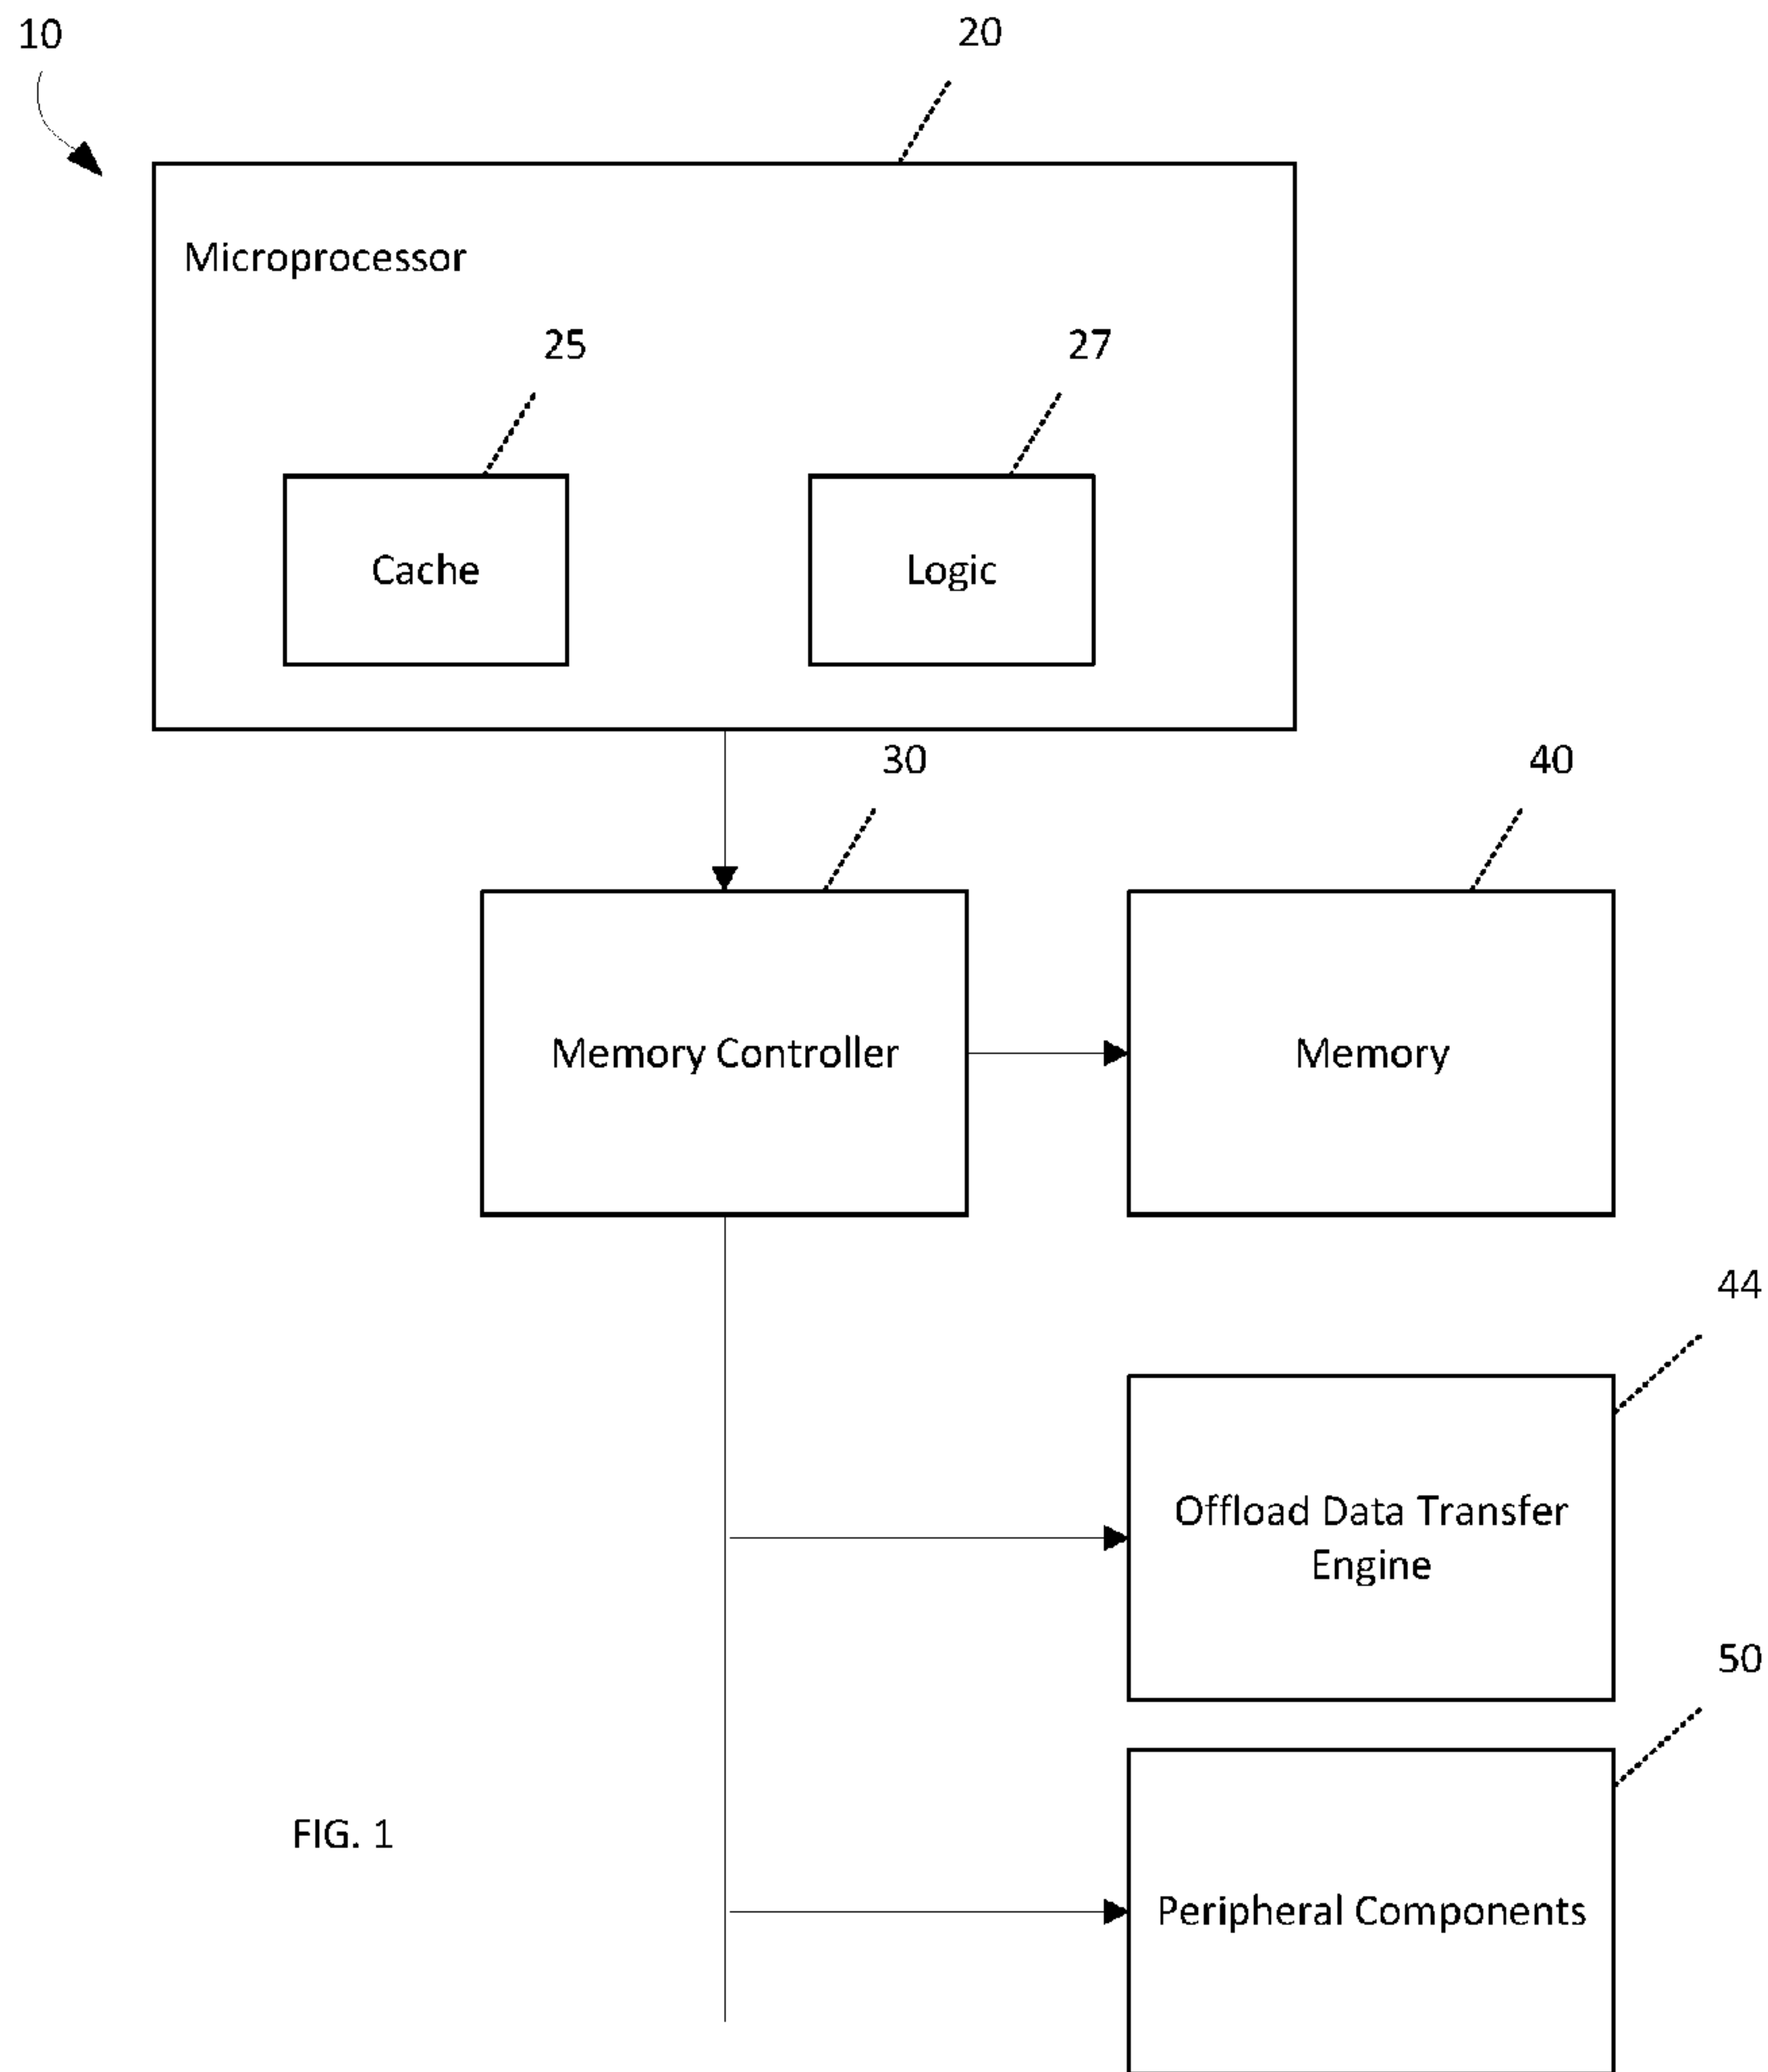 10
20
Microprocessor
25
27
Cache
Logic
30
40
Memory Controller
Memory
44
Offload Data Transfer
Engine
50
FIG. 1
Peripheral Components